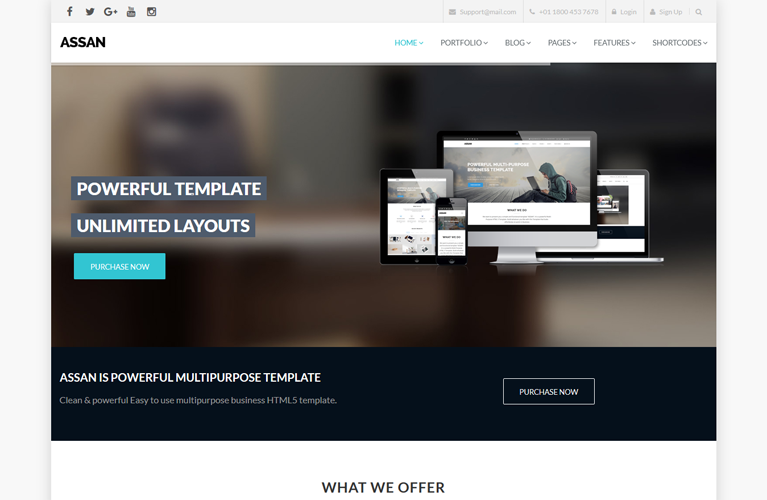 Support@mail.com +01 1800 453 7678 Login Sign Up
ASSAN
HOME PORTFOLIO BLOG PAGES FEATURES SHORTCODES
POWERFUL TEMPLATE
UNLIMITED LAYOUTS
PURCHASE NOW
POWERFUL MULTI-PURPOSE
BUSINESS TEMPLATE
WHAT WE DO
ASSAN IS POWERFUL MULTIPURPOSE TEMPLATE
Clean & powerful Easy to use multipurpose business HTML5 template.
PURCHASE NOW
WHAT WE OFFER